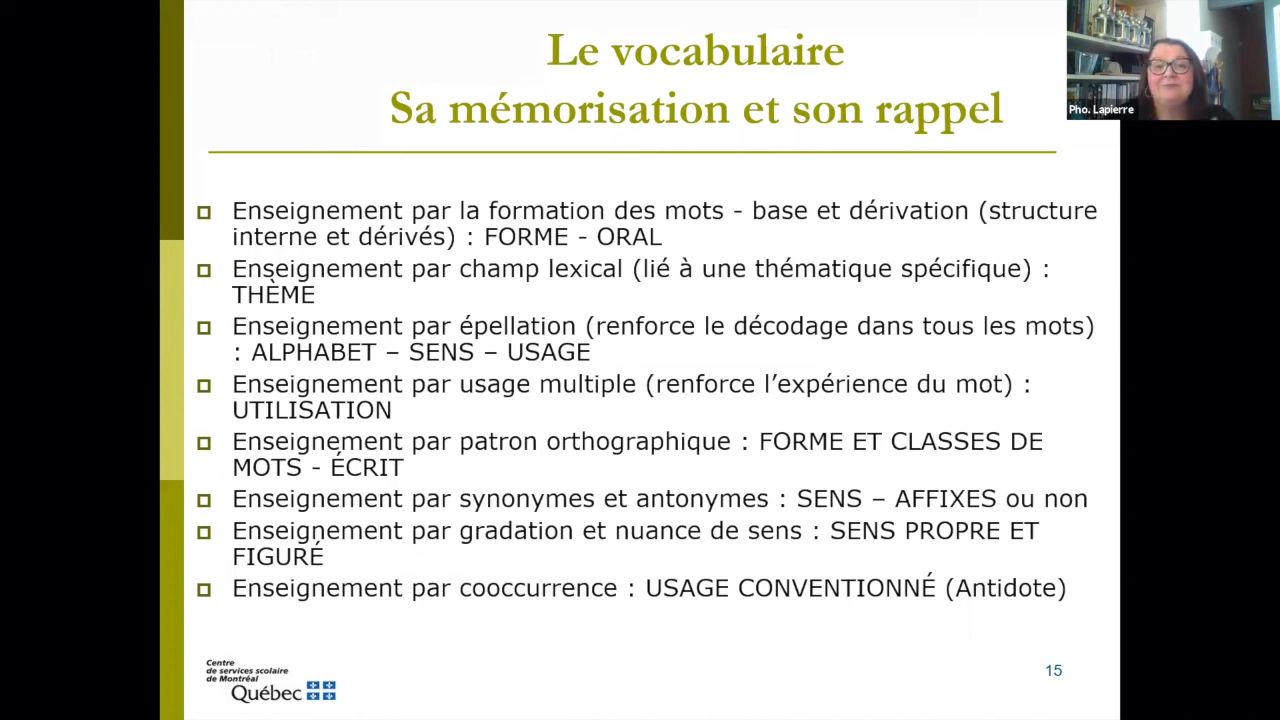 Le vocabulaire
Sa mémorisation et son rappel
Pho. Lapierre
Enseignement par la formation des mots - base et dérivation (structure
interne et dérivés) : FORME - ORAL
Enseignement par champ lexical (lié à une thématique spécifique) :
THÈME
Enseignement par épellation (renforce le décodage dans tous les mots)
: ALPHABET – SENS – USAGE
Enseignement par usage multiple (renforce l’expérience du mot) :
UTILISATION
Enseignement par patron orthographique : FORME ET CLASSES DE
MOTS - ÉCRIT
Enseignement par synonymes et antonymes : SENS – AFFIXES ou non
Enseignement par gradation et nuance de sens : SENS PROPRE ET
FIGURÉ
Enseignement par cooccurrence : USAGE CONVENTIONNÉ (Antidote)
Centre
de services scolaire
de Montréal
Québec
15